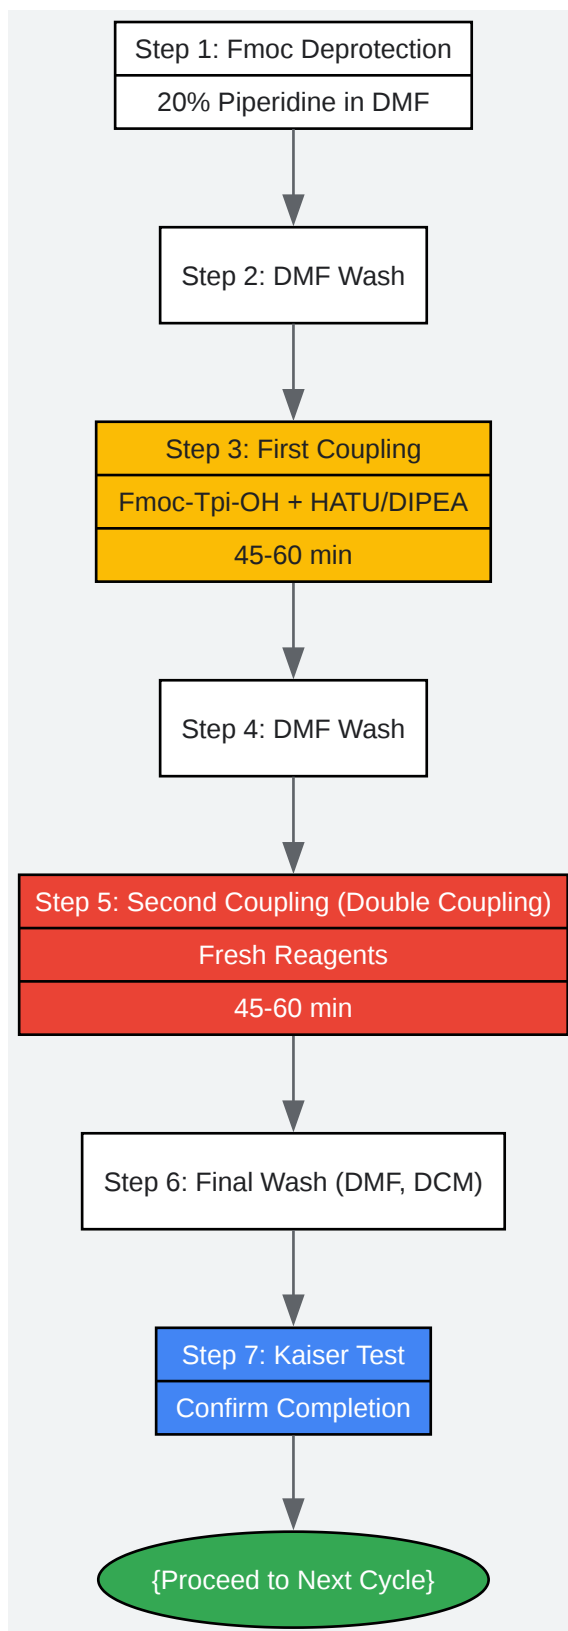 Step 1: Fmoc Deprotection
20% Piperidine in DMF
Step 2: DMF Wash
Step 3: First Coupling
Fmoc-Tpi-OH + HATU/DIPEA
45-60 min
Step 4: DMF Wash
Step 5: Second Coupling (Double Coupling)
Fresh Reagents
45-60 min
Step 6: Final Wash (DMF, DCM)
Step 7: Kaiser Test
Confirm Completion
{Proceed to Next Cycle}